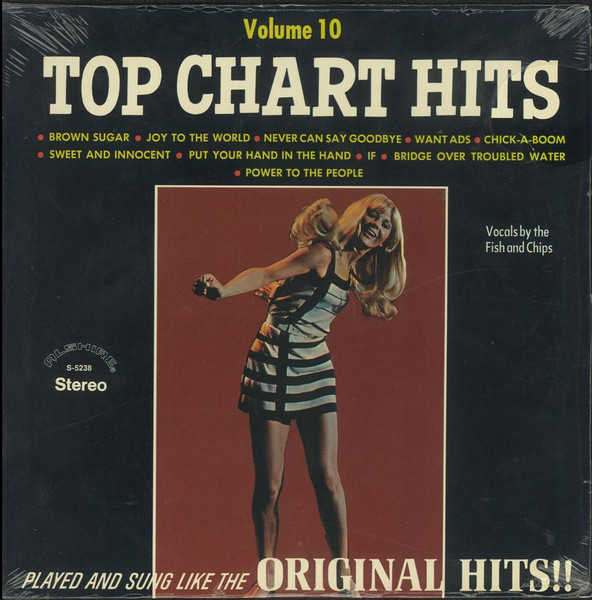 Volume 10
TOP CHART HITS
• BROWN SUGAR • JOY TO THE WORLD • NEVER CAN SAY GOODBYE • WANT ADS • CHICK-A-BOOM
• SWEET AND INNOCENT • PUT YOUR HAND IN THE HAND • IF • BRIDGE OVER TROUBLED WATER
• POWER TO THE PEOPLE
Vocals by the
Fish and Chips
ALSHIRE
S-5238
Stereo
PLAYED AND SUNG LIKE THE ORIGINAL HITS!!